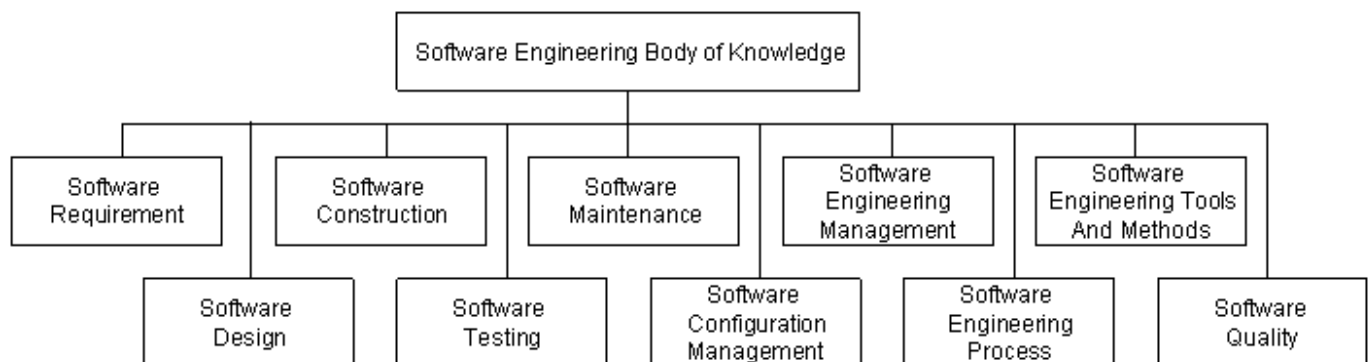 Software Engineering Body of Knowledge
Software
Requirement
Software
Construction
Software
Maintenance
Software
Engineering
Management
Software
Engineering Tools
And Methods
Software
Design
Software
Testing
Software
Configuration
Management
Software
Engineering
Process
Software
Quality